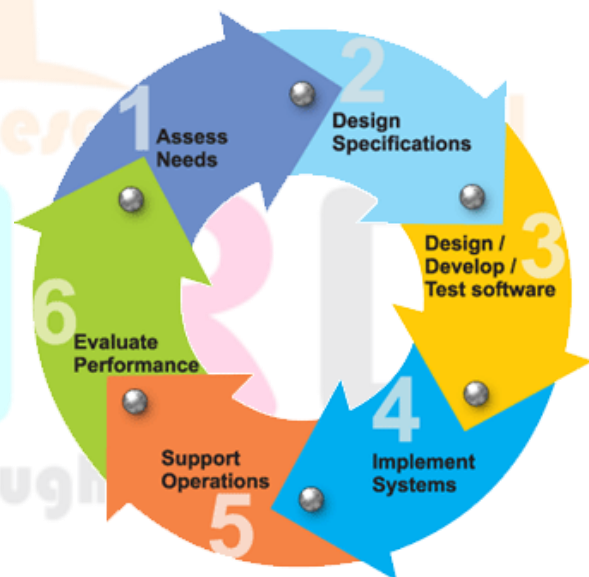 1
Assess
Needs
2
Design
Specifications
3
Design /
Develop /
Test software
4
Implement
Systems
5
Support
Operations
6
Evaluate
Performance